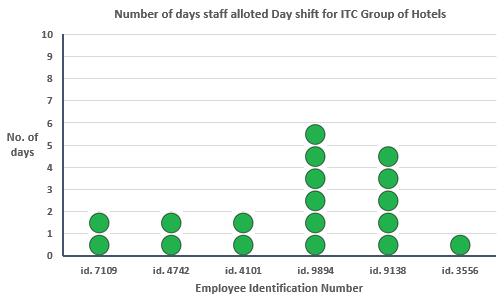 Number of days staff alloted Day shift for ITC Group of Hotels
10
9
8
7
6
5
4
3
2
1
0
No. of
days
id. 7109 id. 4742 id. 4101 id. 9894 id. 9138 id. 3556
Employee Identification Number